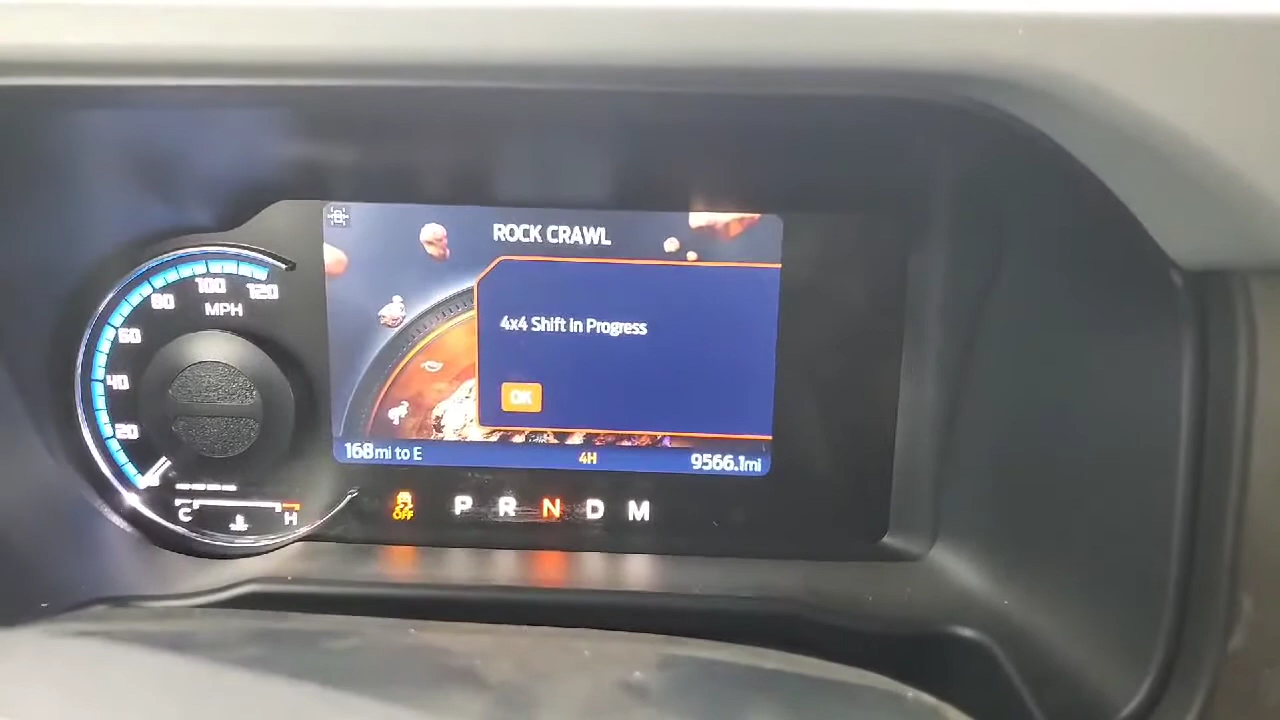 ROCK CRAWL
4x4 Shift in Progress
OK
168mi to E
4H
9566.1mi
120
100
80
60
40
20
MPH
C
H
OFF
P R N D M